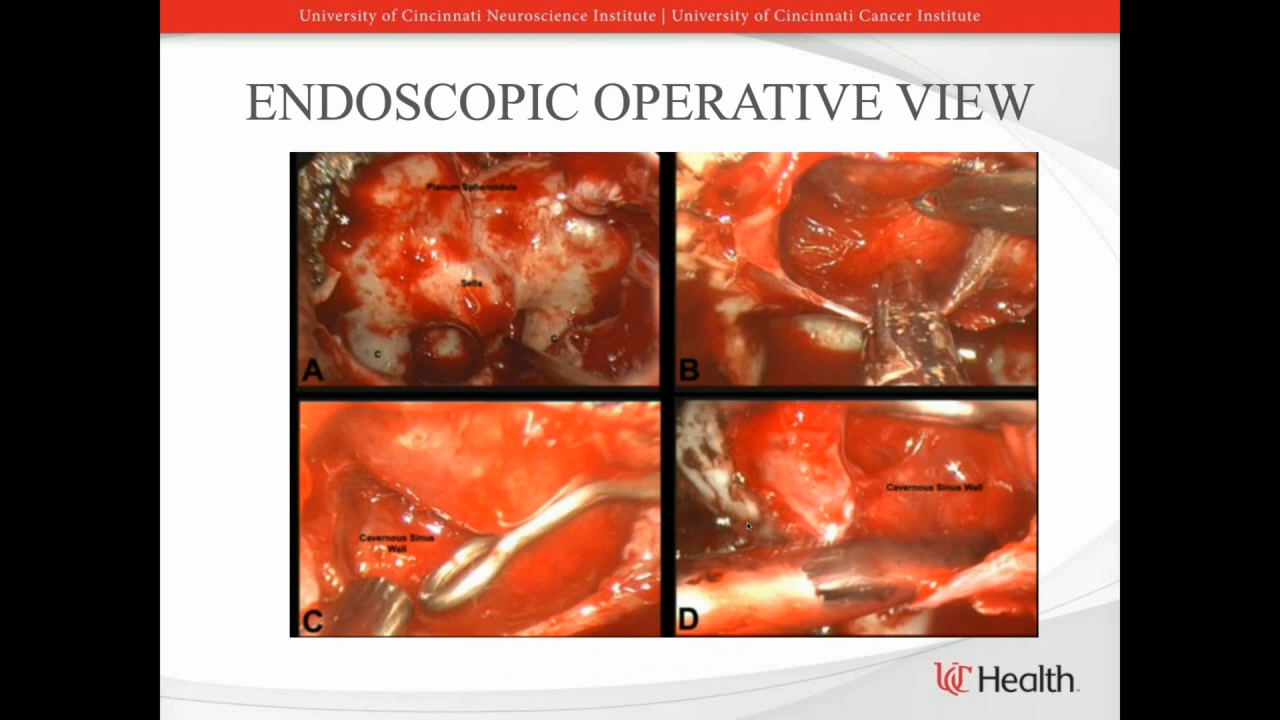 University of Cincinnati Neuroscience Institute | University of Cincinnati Cancer Institute
ENDOSCOPIC OPERATIVE VIEW
Planum Sphenoidale
*
Sella
C
C
A
B
Cavernous Sinus
Wall
C
Cavernous Sinus Wall
D
UC Health